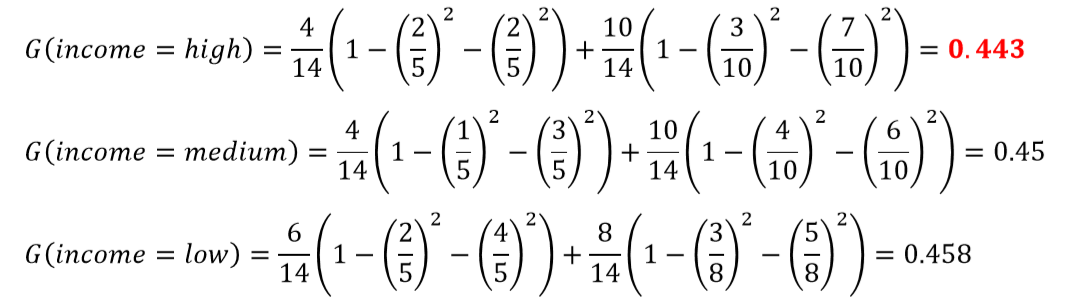 G(income = high) = 4/14 (1 − (2/5)² − (2/5)²) + 10/14 (1 − (3/10)² − (7/10)²) = 0.443
G(income = medium) = 4/14 (1 − (1/5)² − (3/5)²) + 10/14 (1 − (4/10)² − (6/10)²) = 0.45
G(income = low) = 6/14 (1 − (2/5)² − (4/5)²) + 8/14 (1 − (3/8)² − (5/8)²) = 0.458